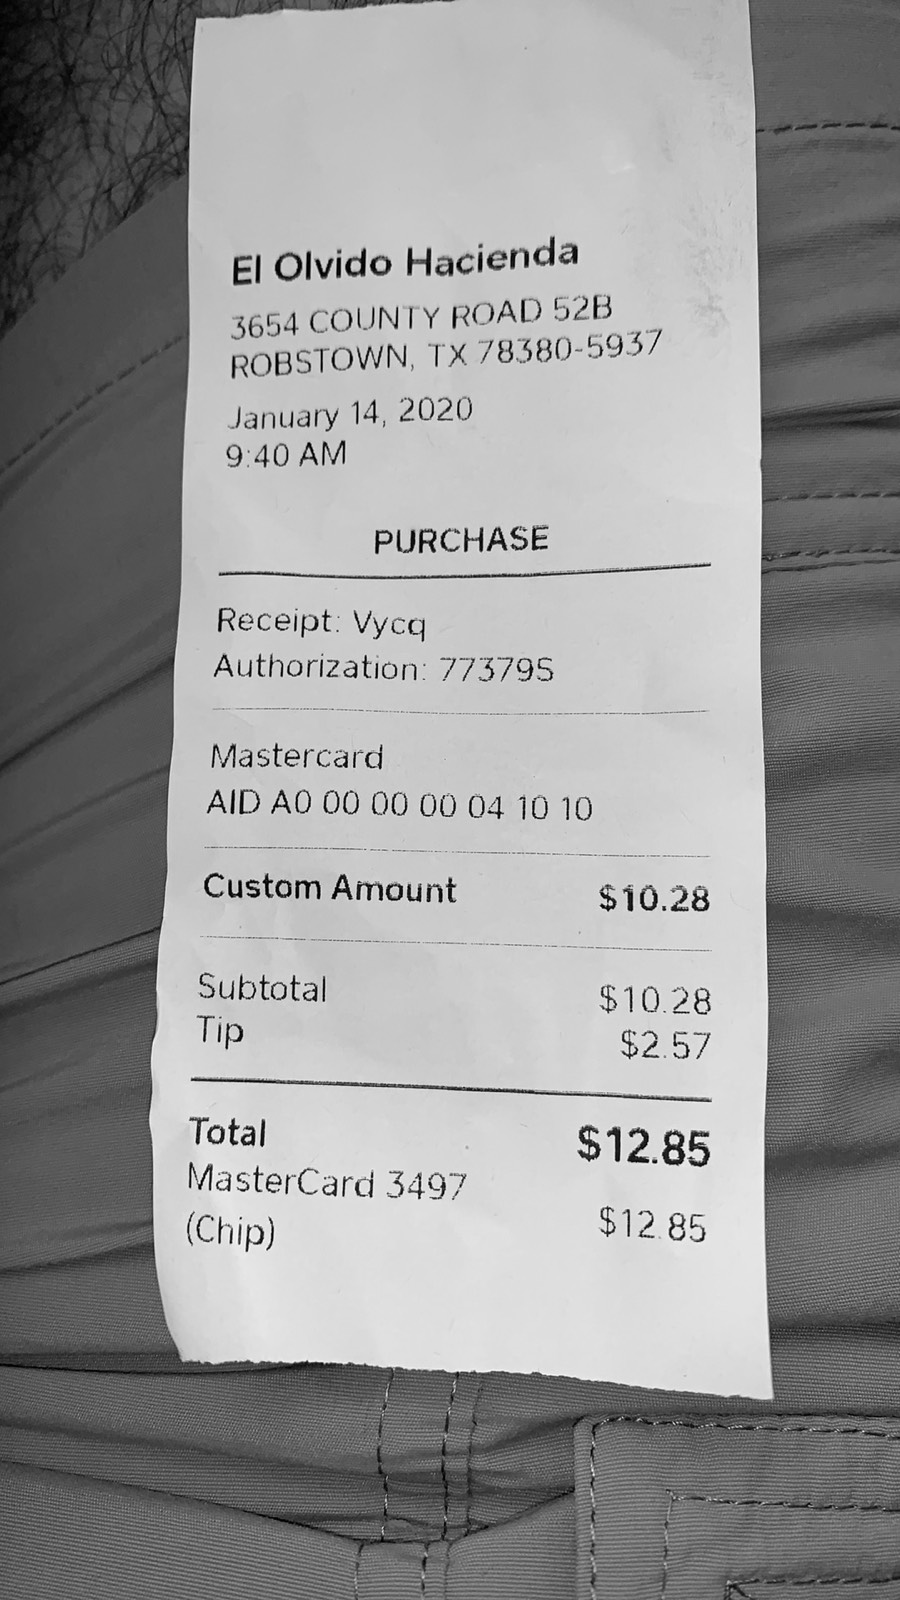 El Olvido Hacienda
3654 COUNTY ROAD 52B
ROBSTOWN, TX 78380-5937
January 14, 2020
9:40 AM
PURCHASE
Receipt: Vycq
Authorization: 77379S
Mastercard
AID A0 00 00 00 04 10 10
Custom Amount $10.28
Subtotal $10.28
Tip $2.57
Total $12.85
MasterCard 3497
(Chip) $12.85